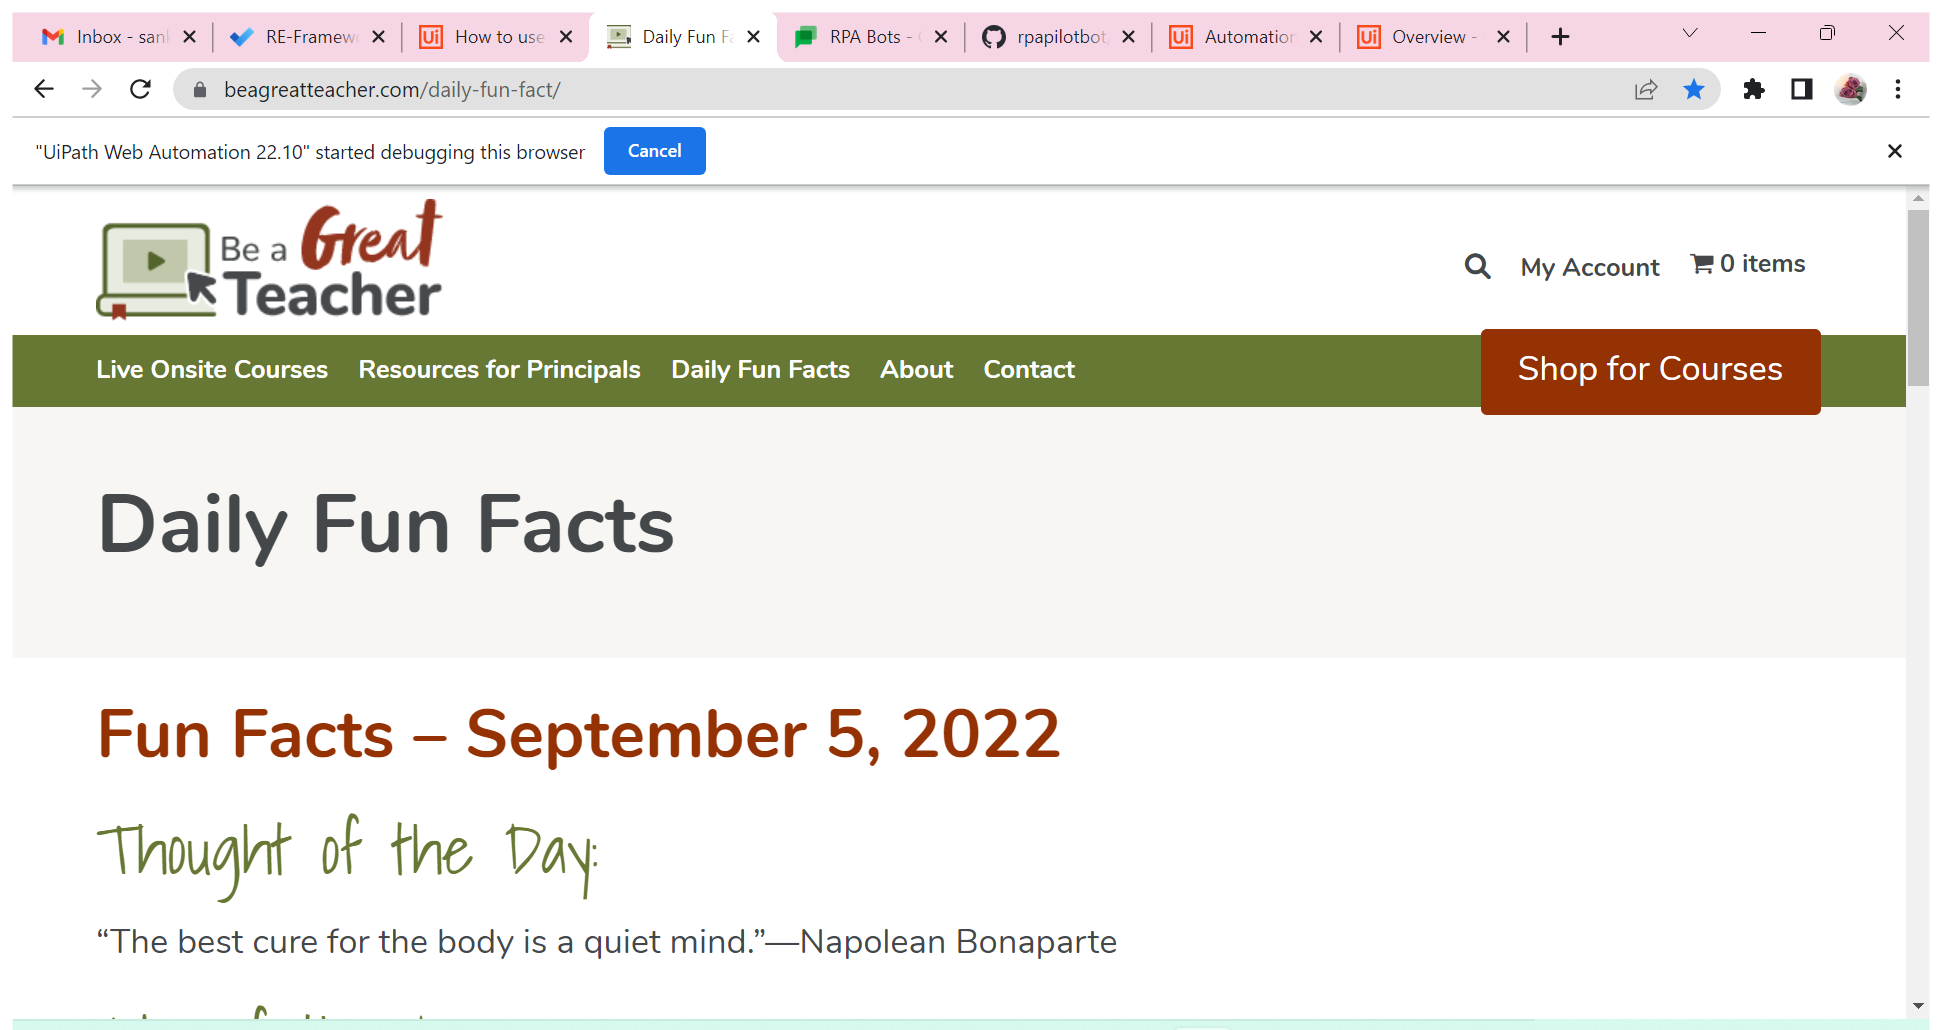 Inbox - san
RE-Framew
How to use
Daily Fun F
RPA Bots -
rpapilotbot
Automation
Overview -
beagreatteacher.com/daily-fun-fact/
"UiPath Web Automation 22.10" started debugging this browser
Cancel
Be a Great
Teacher
My Account
0 items
Live Onsite Courses
Resources for Principals
Daily Fun Facts
About
Contact
Shop for Courses
Daily Fun Facts
Fun Facts – September 5, 2022
Thought of the Day:
“The best cure for the body is a quiet mind.”—Napolean Bonaparte